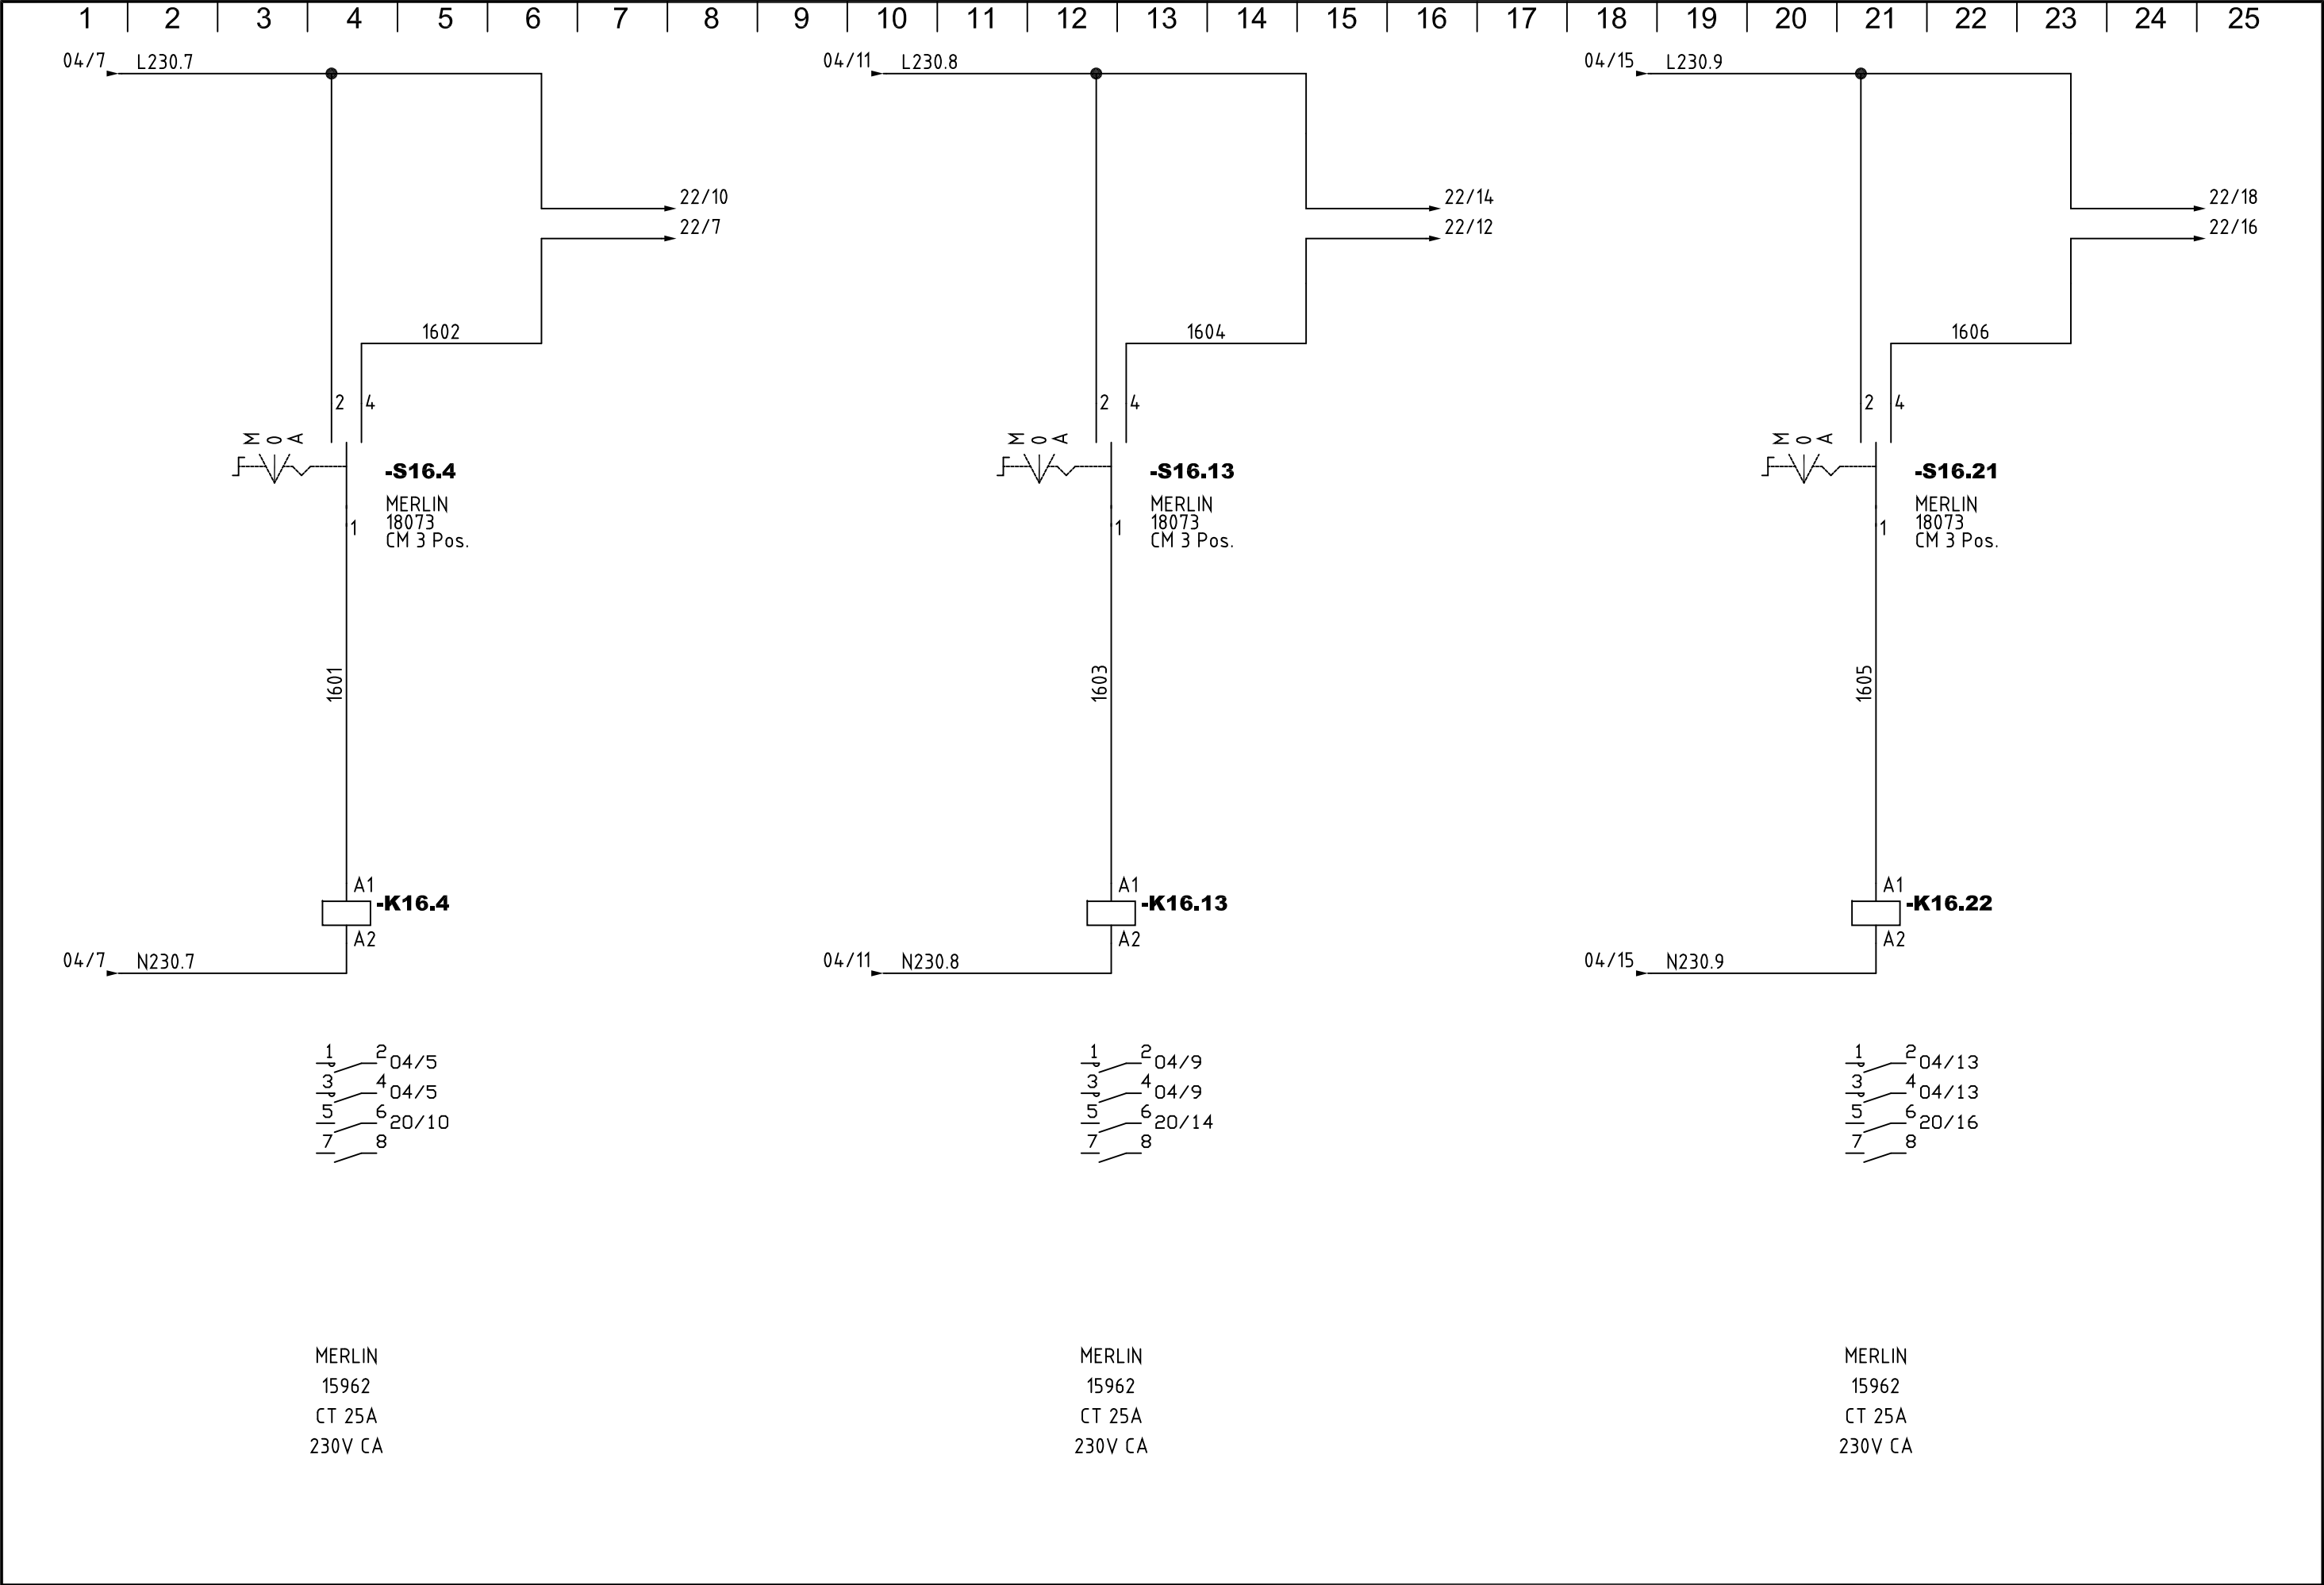 1 2 3 4 5 6 7 8 9 10 11 12 13 14 15 16 17 18 19 20 21 22 23 24 25
04/7 L230.7 04/11 L230.8 04/15 L230.9
22/10 22/14 22/18
22/7 22/12 22/16
1602 1604 1606
2 4 2 4 2 4
M O A M O A M O A
-S16.4 -S16.13 -S16.21
MERLIN MERLIN MERLIN
18073 18073 18073
1 CM 3 Pos. 1 CM 3 Pos. 1 CM 3 Pos.
1601 1603 1605
A1 A1 A1
-K16.4 -K16.13 -K16.22
A2 A2 A2
04/7 N230.7 04/11 N230.8 04/15 N230.9
1 2 04/5 1 2 04/9 1 2 04/13
3 4 04/5 3 4 04/9 3 4 04/13
5 6 20/10 5 6 20/14 5 6 20/16
7 8 7 8 7 8
MERLIN MERLIN MERLIN
15962 15962 15962
CT 25A CT 25A CT 25A
230V CA 230V CA 230V CA